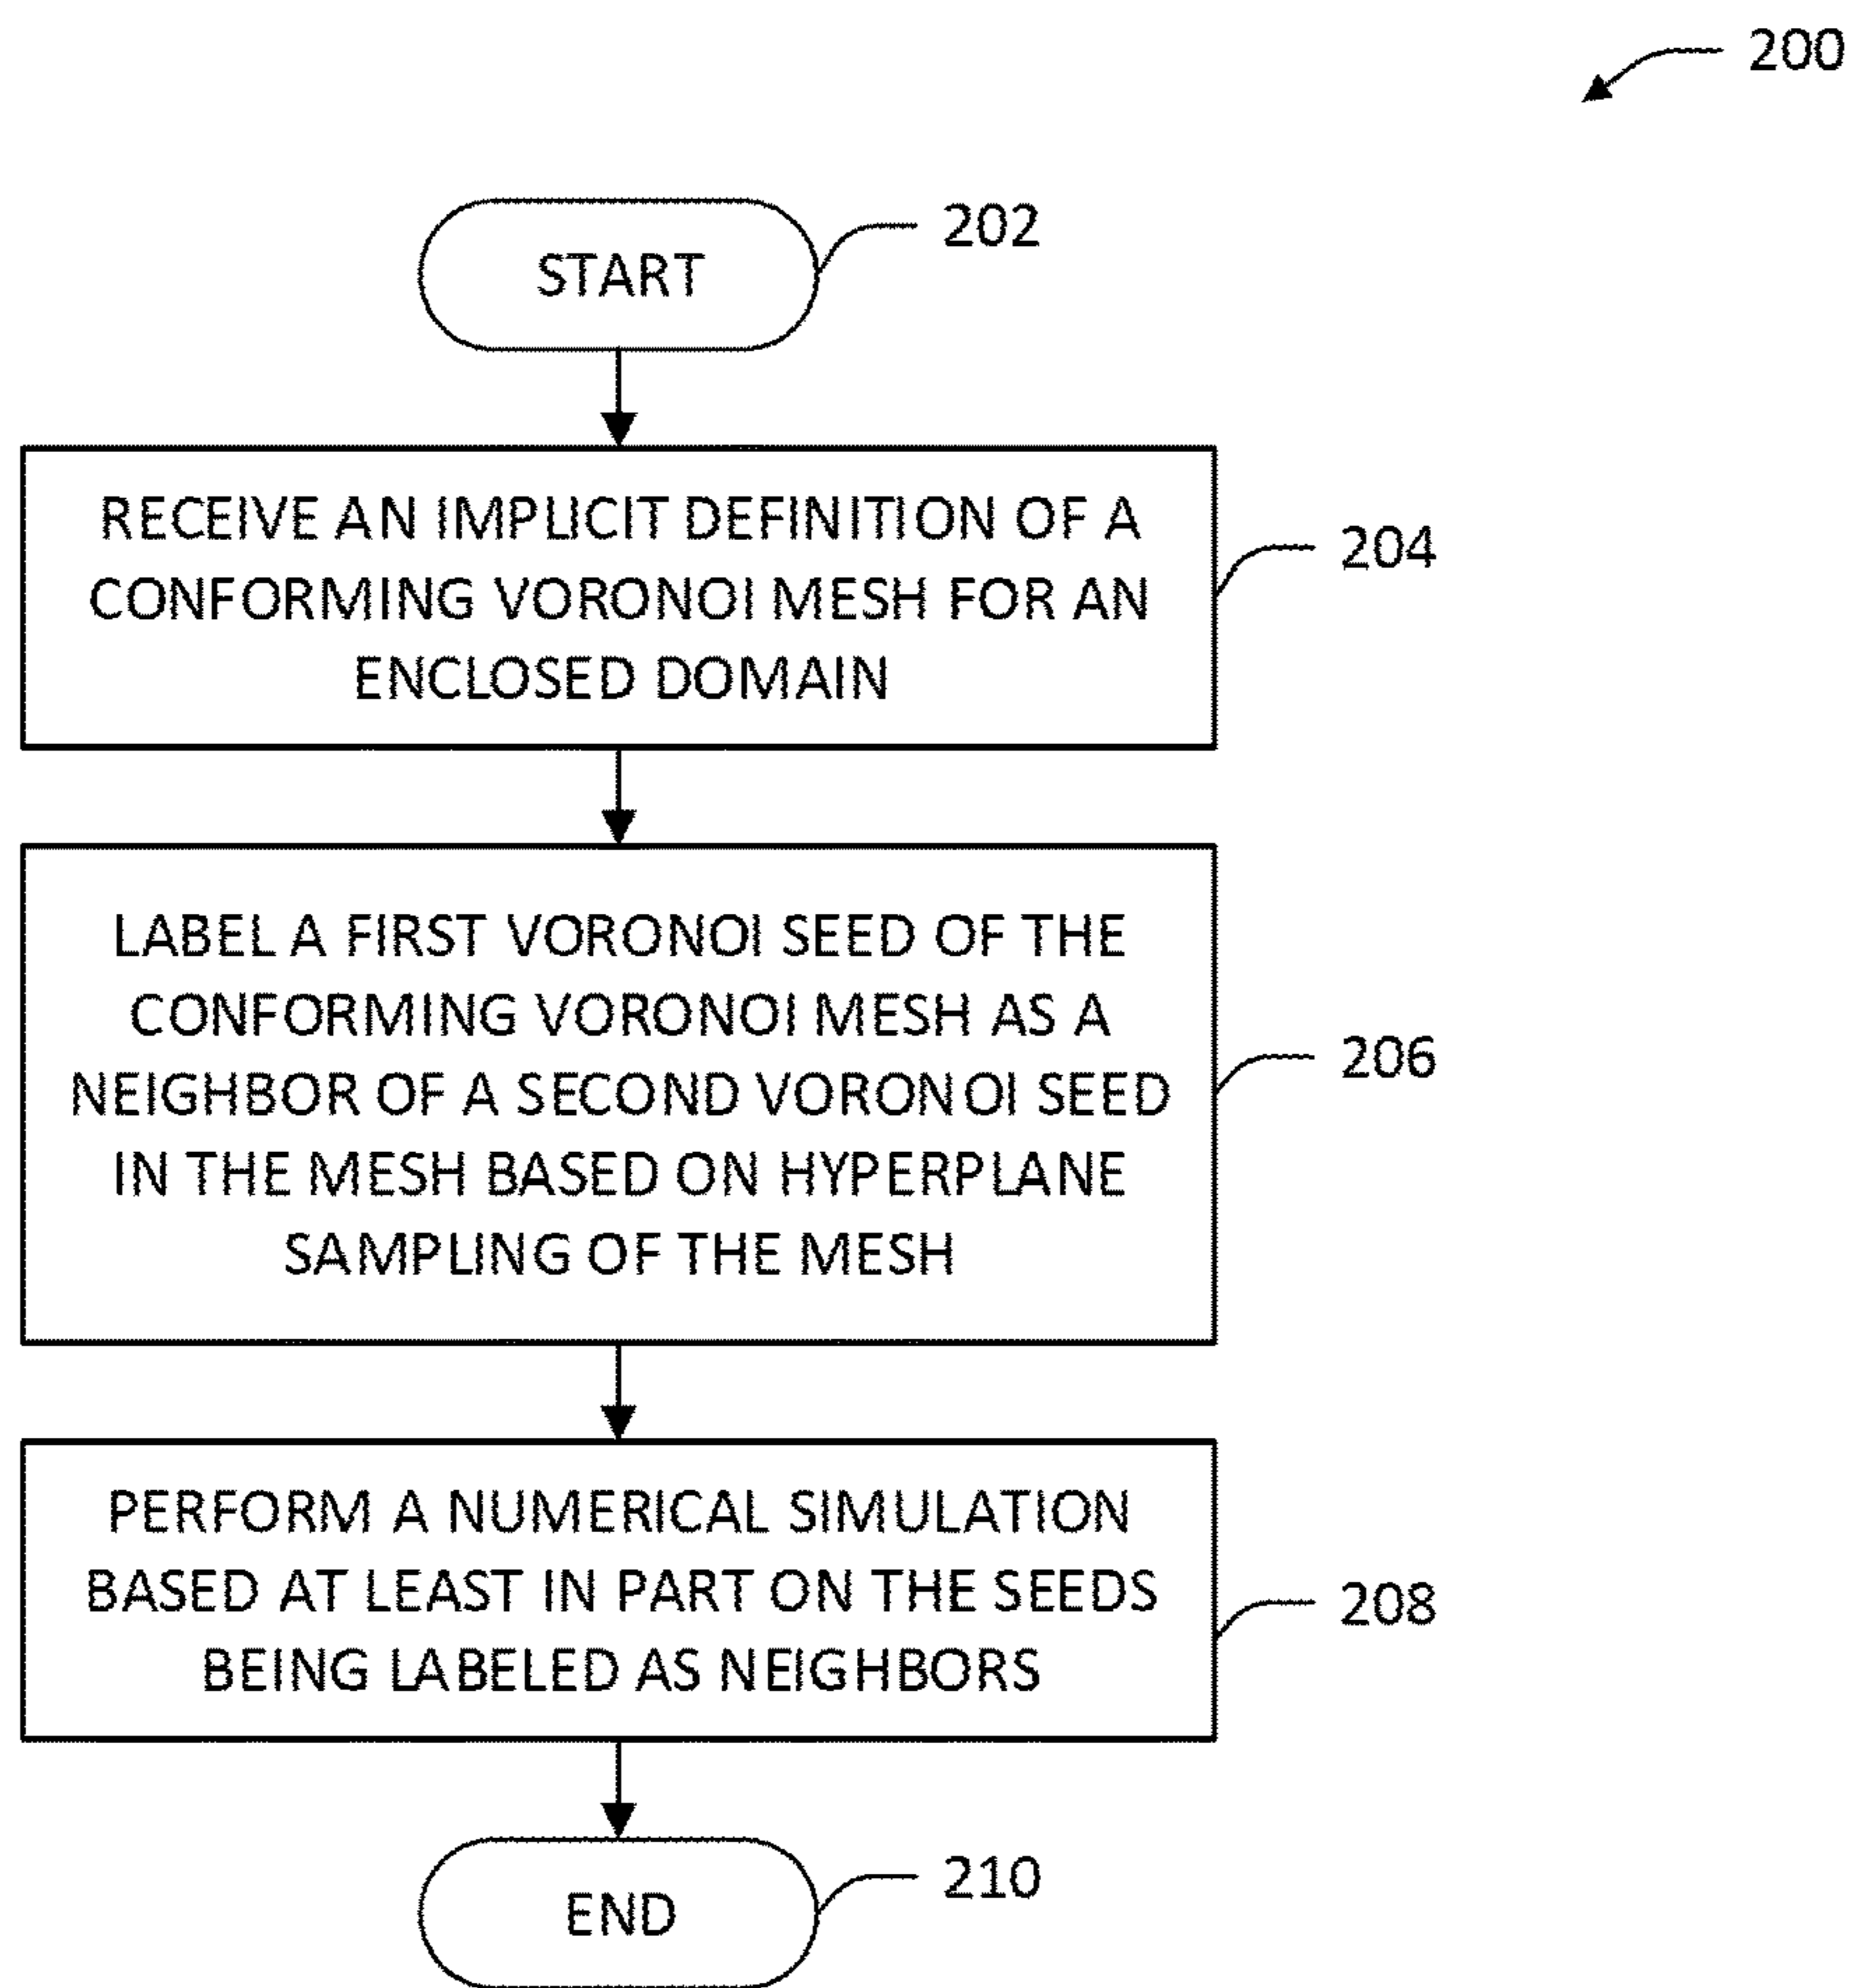 200
START
202
RECEIVE AN IMPLICIT DEFINITION OF A
CONFORMING VORONOI MESH FOR AN
ENCLOSED DOMAIN
204
LABEL A FIRST VORONOI SEED OF THE
CONFORMING VORONOI MESH AS A
NEIGHBOR OF A SECOND VORONOI SEED
IN THE MESH BASED ON HYPERPLANE
SAMPLING OF THE MESH
206
PERFORM A NUMERICAL SIMULATION
BASED AT LEAST IN PART ON THE SEEDS
BEING LABELED AS NEIGHBORS
208
END
210